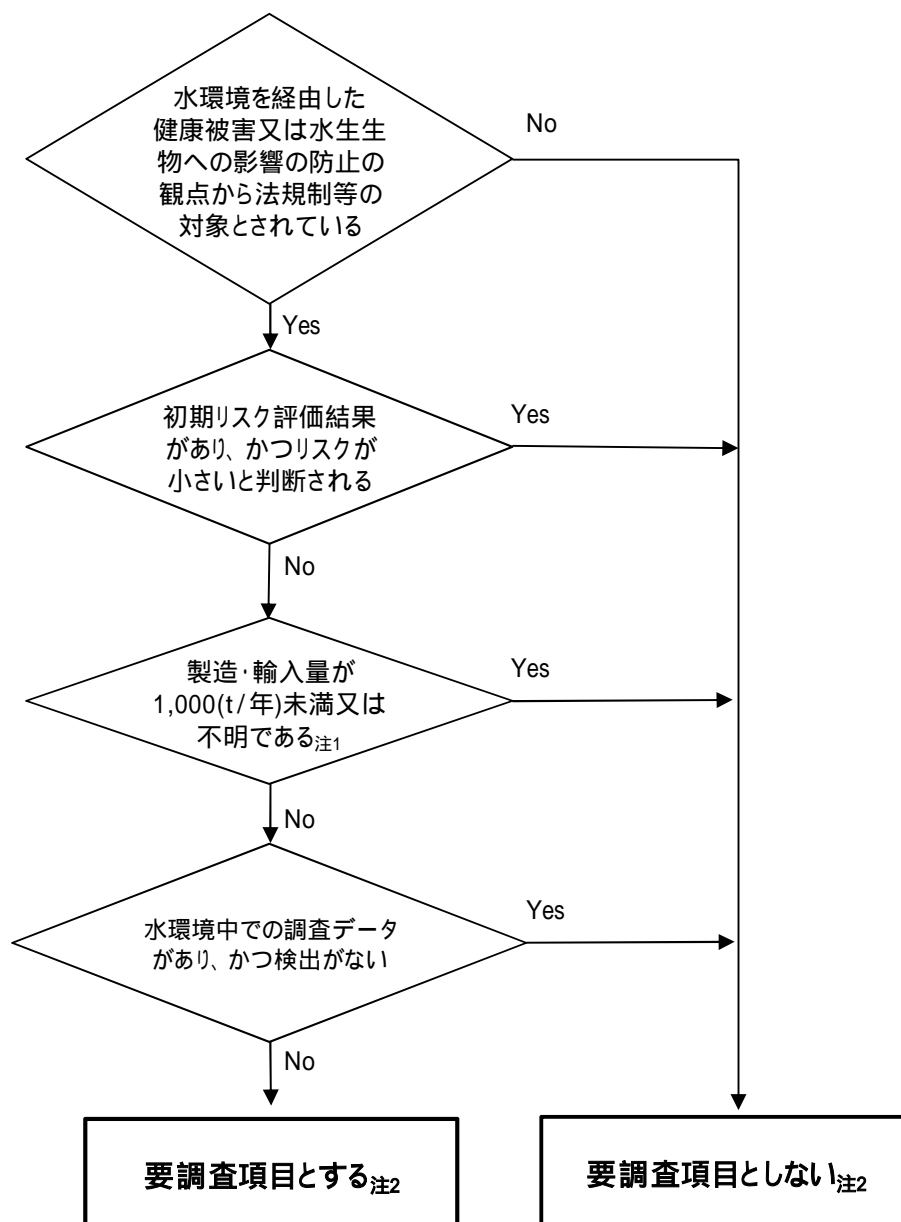 水環境を経由した
健康被害又は水生生
物への影響の防止の
観点から法規制等の
対象とされている
No
Yes
初期リスク評価結果
があり、かつリスクが
小さいと判断される
Yes
No
製造・輸入量が
1,000(t/年)未満又は
不明である注1
Yes
No
水環境中での調査データ
があり、かつ検出がない
Yes
No
要調査項目とする注2
要調査項目としない注2